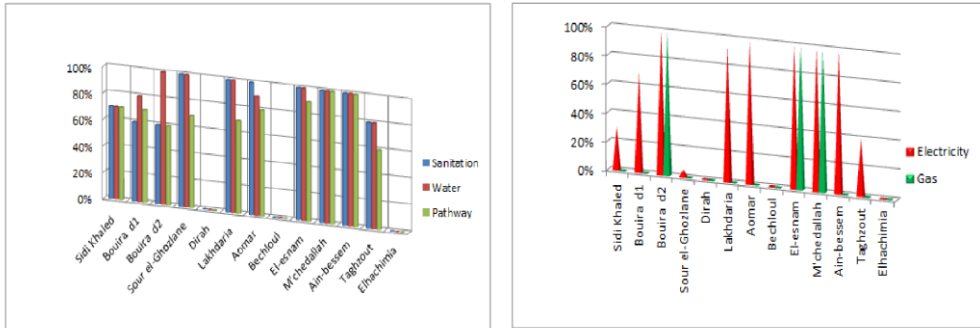 100%
80%
60%
40%
20%
0%
Sidi Khaled
Bouira d1
Bouira d2
Sour el-Ghozlane
Dirah
Lakhdaria
Aomar
Bechloul
El-esnam
M'chedallah
Ain-bessem
Taghzout
Elhachimia
Sanitation
Water
Pathway
100%
80%
60%
40%
20%
0%
Sidi Khaled
Bouira d1
Bouira d2
Sour el-Ghozlane
Dirah
Lakhdaria
Aomar
Bechloul
El-esnam
M'chedallah
Ain-bessem
Taghzout
Elhachimia
Electricity
Gas